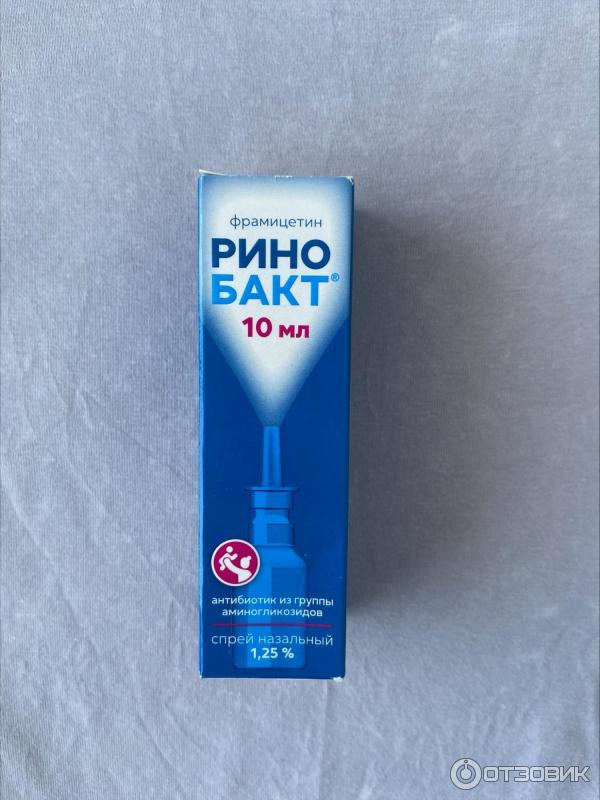 фрамицетин
РИНО
БАКТ®
10 мл
антибиотик из группы
аминогликозидов
спрей назальный
1,25 %
ОТЗОВИК